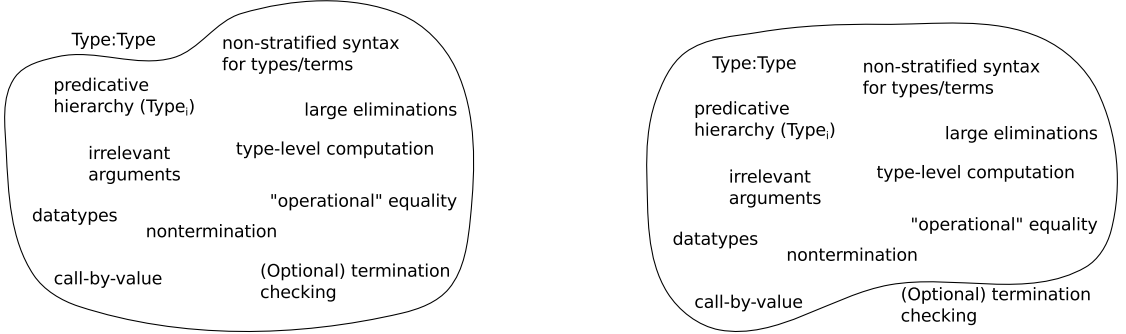 Type:Type
non-stratified syntax
for types/terms
predicative
hierarchy (Typeᵢ)
large eliminations
irrelevant
arguments
type-level computation
"operational" equality
datatypes
nontermination
call-by-value
(Optional) termination
checking
Type:Type
non-stratified syntax
for types/terms
predicative
hierarchy (Typeᵢ)
large eliminations
irrelevant
arguments
type-level computation
"operational" equality
datatypes
nontermination
call-by-value
(Optional) termination
checking